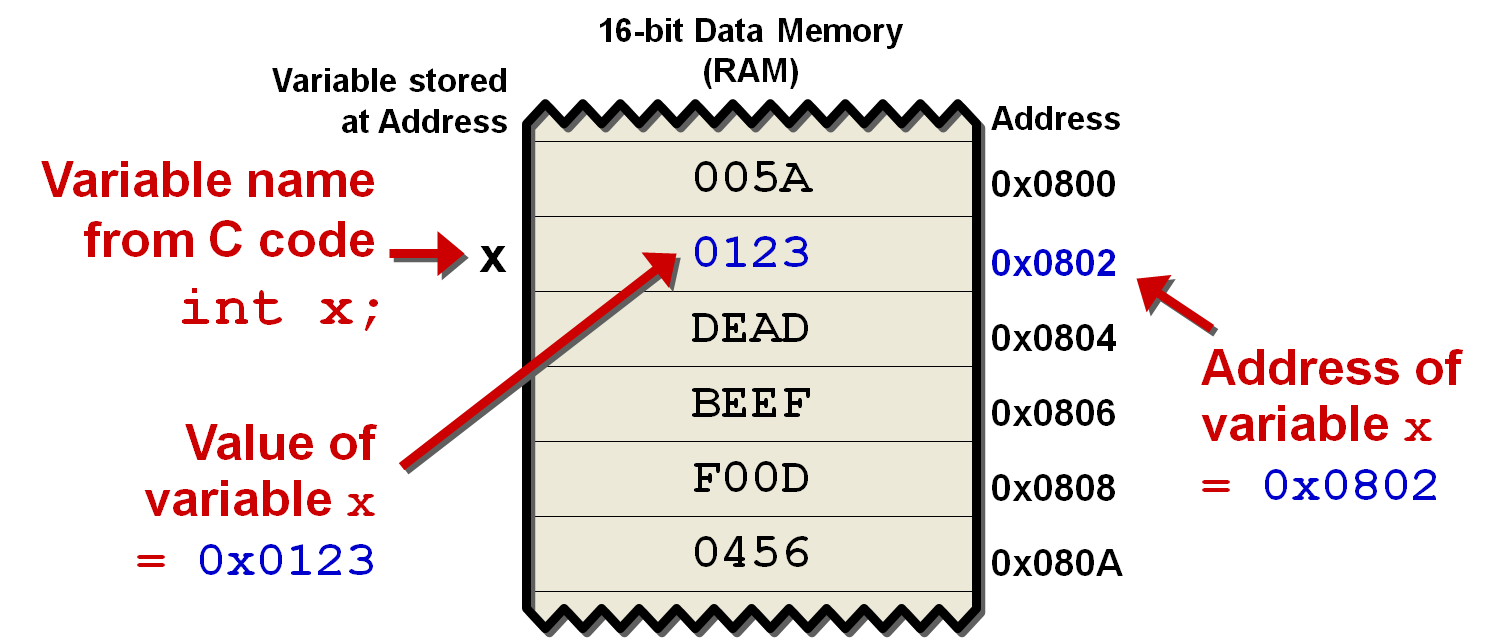 16-bit Data Memory
(RAM)
Variable stored
at Address
Address
Variable name
from C code
int x;
x
005A
0x0800
0123
0x0802
DEAD
0x0804
BEEF
0x0806
F00D
0x0808
0456
0x080A
Value of
variable x
= 0x0123
Address of
variable x
= 0x0802